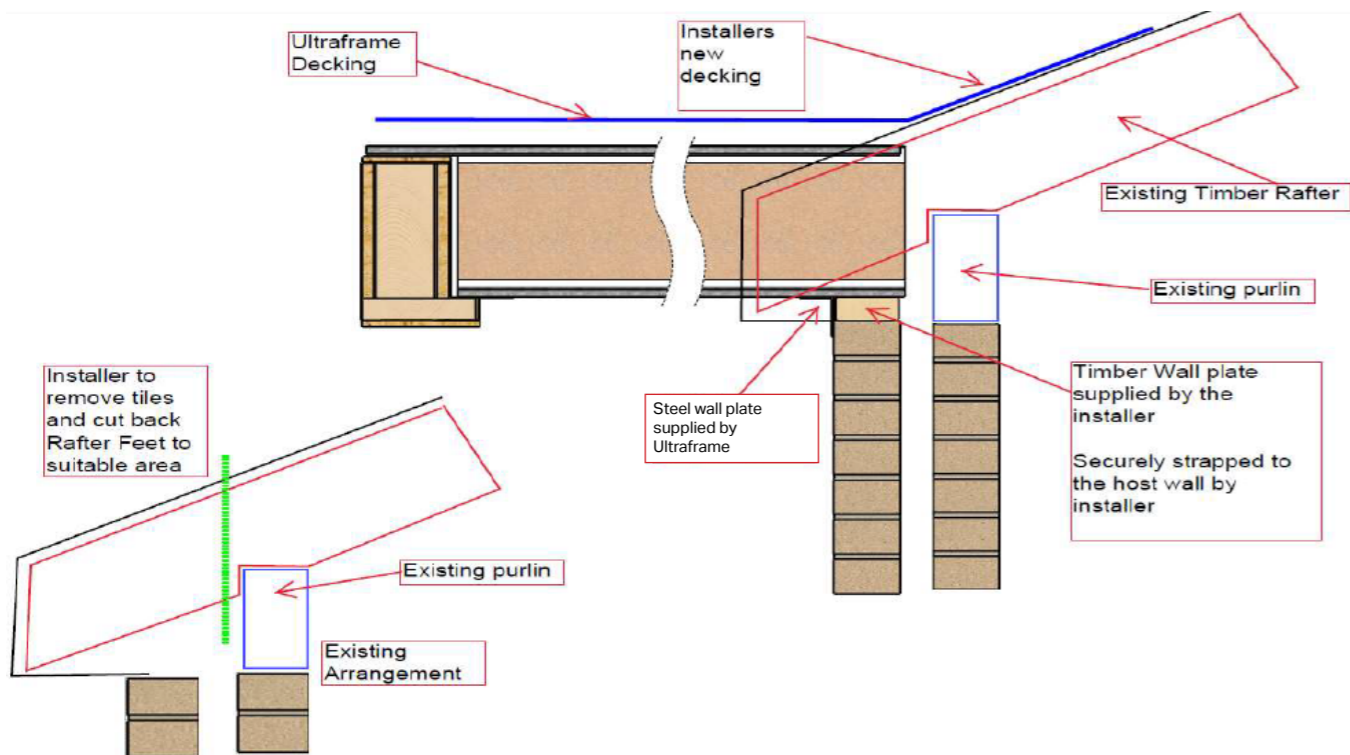 Ultraframe
Decking
Installers
new
decking
Existing Timber Rafter
Existing purlin
Installer to
remove tiles
and cut back
Rafter Feet to
suitable area
Steel wall plate
supplied by
Ultraframe
Timber Wall plate
supplied by the
installer
Securely strapped to
the host wall by
installer
Existing purlin
Existing
Arrangement